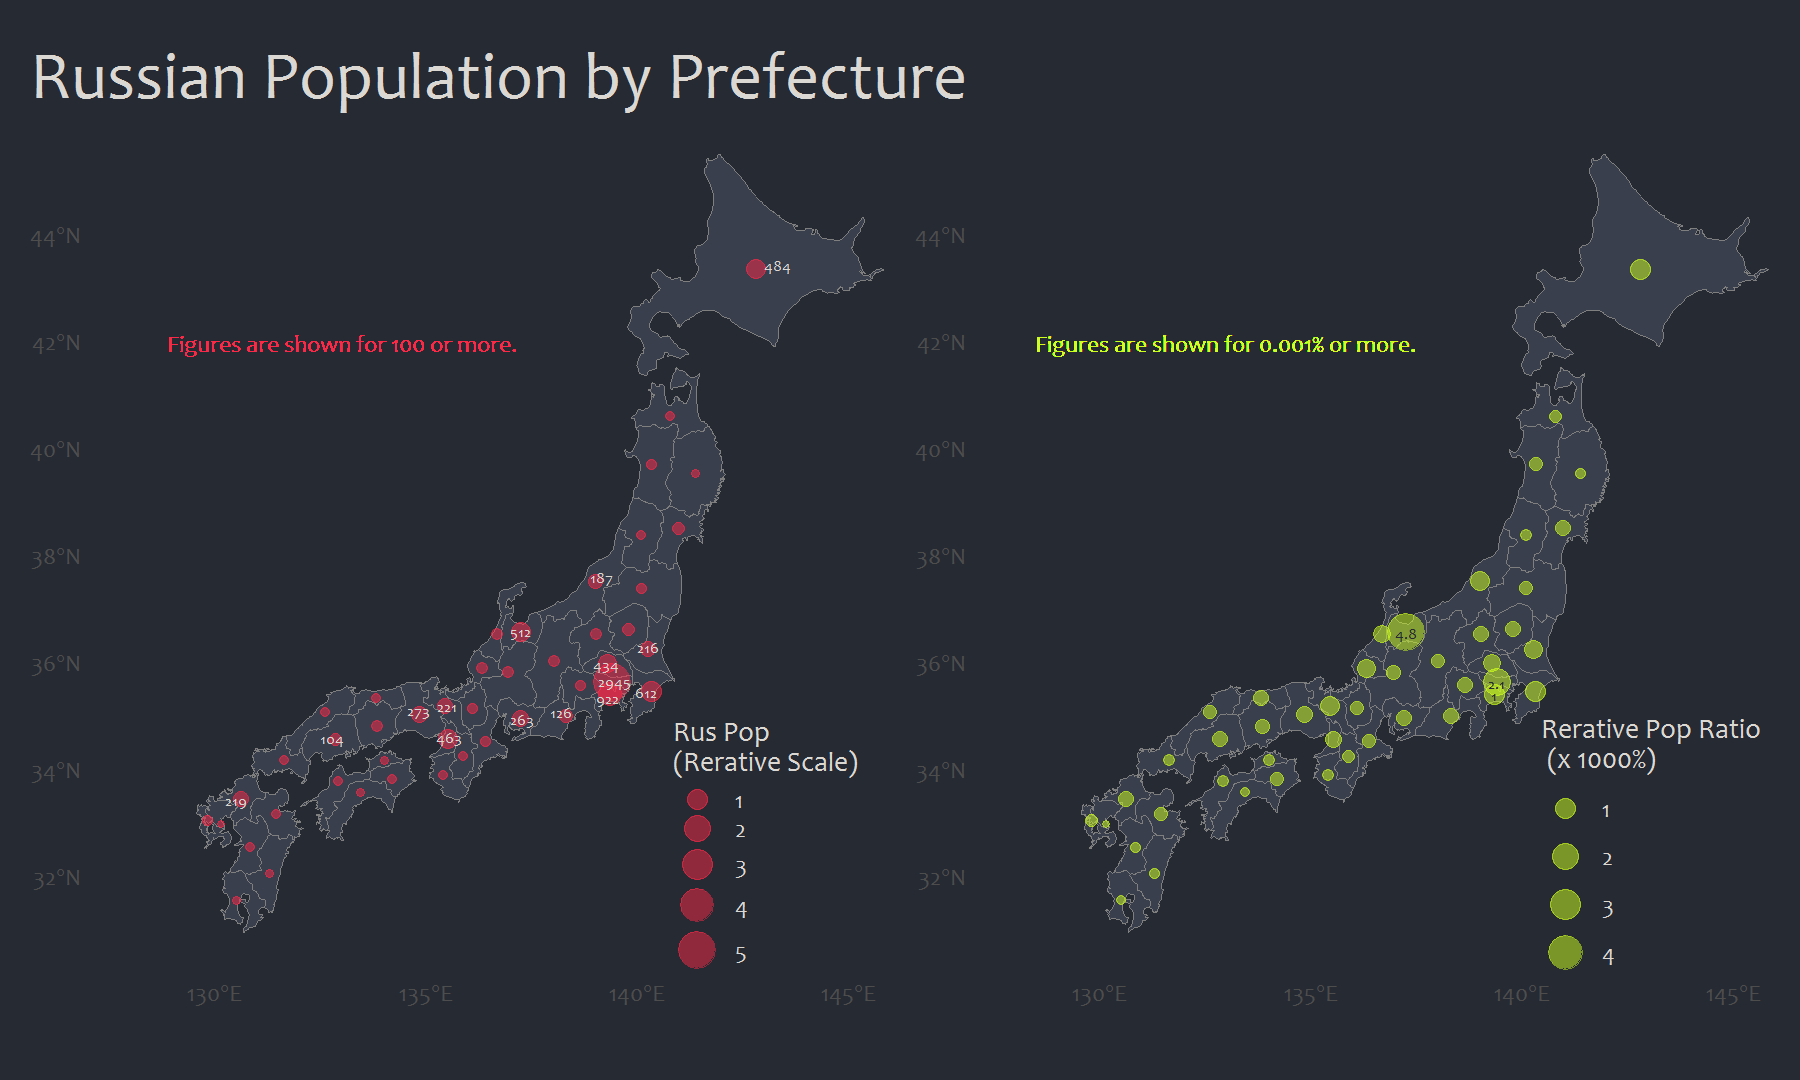 Russian Population by Prefecture
44°N
484
42°N
Figures are shown for 100 or more.
40°N
38°N
187
512
216
36°N
434
2945
612
922
273
221
263
126
104
463
34°N
219
32°N
130°E
135°E
140°E
145°E
Rus Pop
(Rerative Scale)
1
2
3
4
5
44°N
42°N
Figures are shown for 0.001% or more.
40°N
38°N
4.8
36°N
2.1
1
34°N
32°N
130°E
135°E
140°E
145°E
Rerative Pop Ratio
(x 1000%)
1
2
3
4